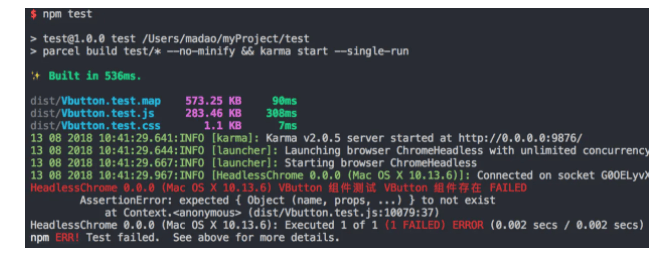 $ npm test
> test@1.0.0 test /Users/madao/myProject/test
> parcel build test/* --no-minify && karma start --single-run
✨ Built in 536ms.
dist/Vbutton.test.map 573.25 KB 90ms
dist/Vbutton.test.js 283.46 KB 308ms
dist/Vbutton.test.css 1.1 KB 7ms
13 08 2018 10:41:29.641:INFO [karma]: Karma v2.0.5 server started at http://0.0.0.0:9876/
13 08 2018 10:41:29.644:INFO [launcher]: Launching browser ChromeHeadless with unlimited concurrency
13 08 2018 10:41:29.667:INFO [launcher]: Starting browser ChromeHeadless
13 08 2018 10:41:29.967:INFO [HeadlessChrome 0.0.0 (Mac OS X 10.13.6)]: Connected on socket G0OELyvX
HeadlessChrome 0.0.0 (Mac OS X 10.13.6) VButton 组件测试 VButton 组件存在 FAILED
AssertionError: expected { Object (name, props, ...) } to not exist
at Context.<anonymous> (dist/Vbutton.test.js:10079:37)
HeadlessChrome 0.0.0 (Mac OS X 10.13.6): Executed 1 of 1 (1 FAILED) ERROR (0.002 secs / 0.002 secs)
npm ERR! Test failed. See above for more details.